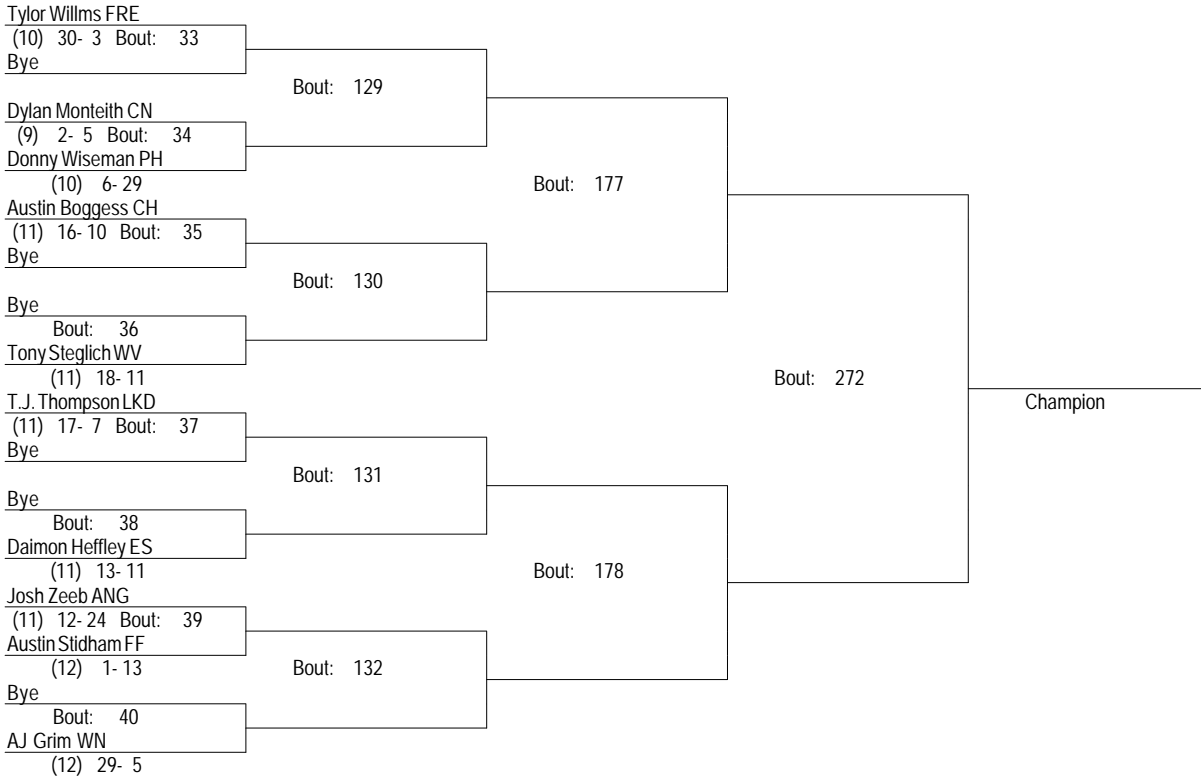 Tylor Willms FRE
(10) 30- 3 Bout: 33
Bye
Bout: 129
Dylan Monteith CN
(9) 2- 5 Bout: 34
Donny Wiseman PH
(10) 6- 29
Bout: 177
Austin Boggess CH
(11) 16- 10 Bout: 35
Bye
Bout: 130
Bye
Bout: 36
Tony Steglich WV
(11) 18- 11
Bout: 272
T.J. Thompson LKD
Champion
(11) 17- 7 Bout: 37
Bye
Bout: 131
Bye
Bout: 38
Daimon Heffley ES
(11) 13- 11
Bout: 178
Josh Zeeb ANG
(11) 12- 24 Bout: 39
Austin Stidham FF
(12) 1- 13
Bout: 132
Bye
Bout: 40
AJ Grim WN
(12) 29- 5